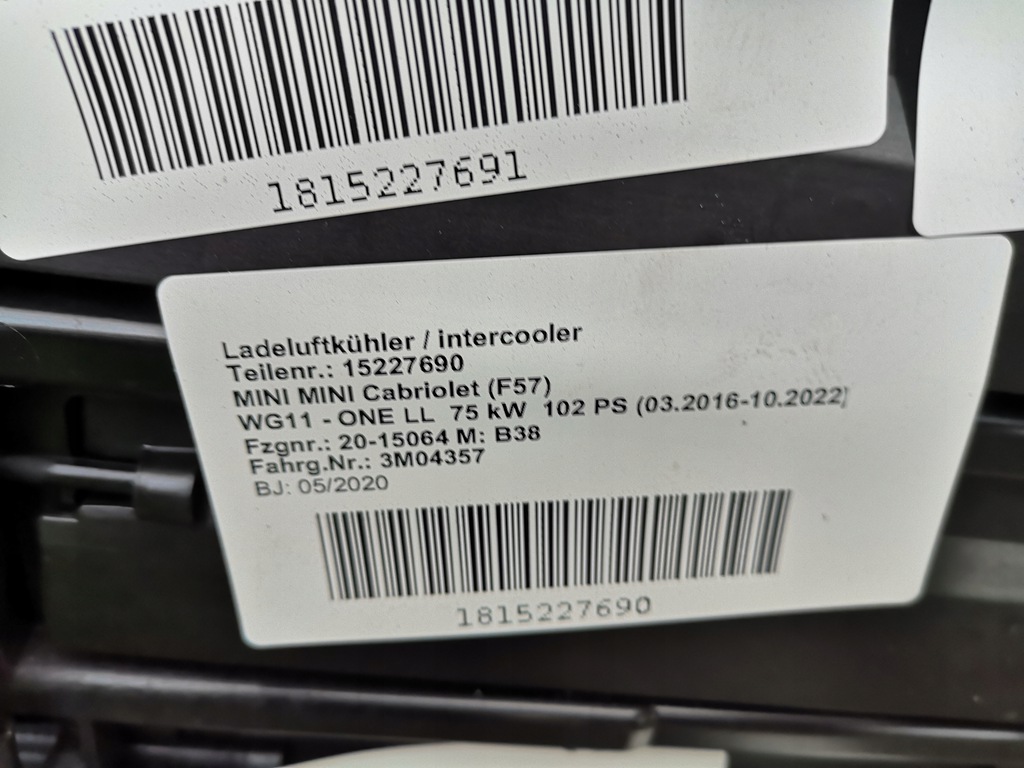 1815227691
Ladeluftkühler / intercooler
Teilenr.: 15227690
MINI MINI Cabriolet (F57)
WG11 - ONE LL 75 kW 102 PS (03.2016-10.2022)
Fzgnr.: 20-15064 M: B38
Fahrg.Nr.: 3M04357
BJ: 05/2020
1815227690